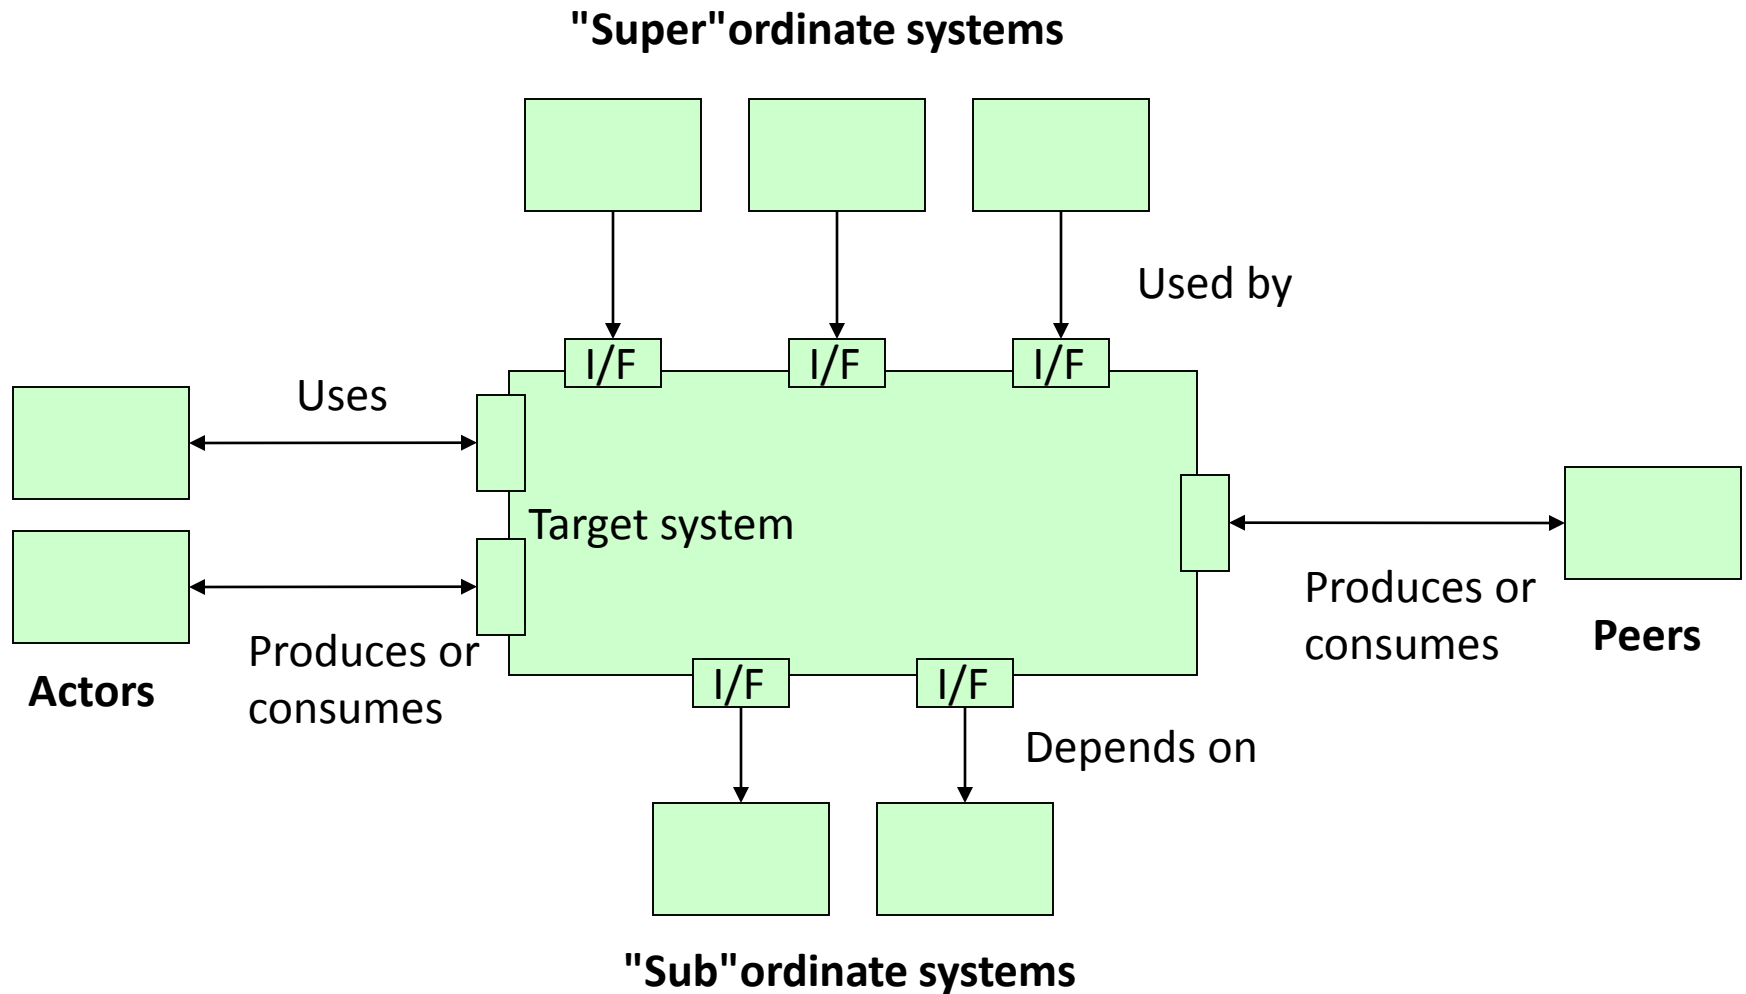 "Super"ordinate systems
Used by
I/F
I/F
I/F
Uses
Target system
Produces or
consumes
Actors
Produces or
consumes
Peers
I/F
I/F
Depends on
"Sub"ordinate systems